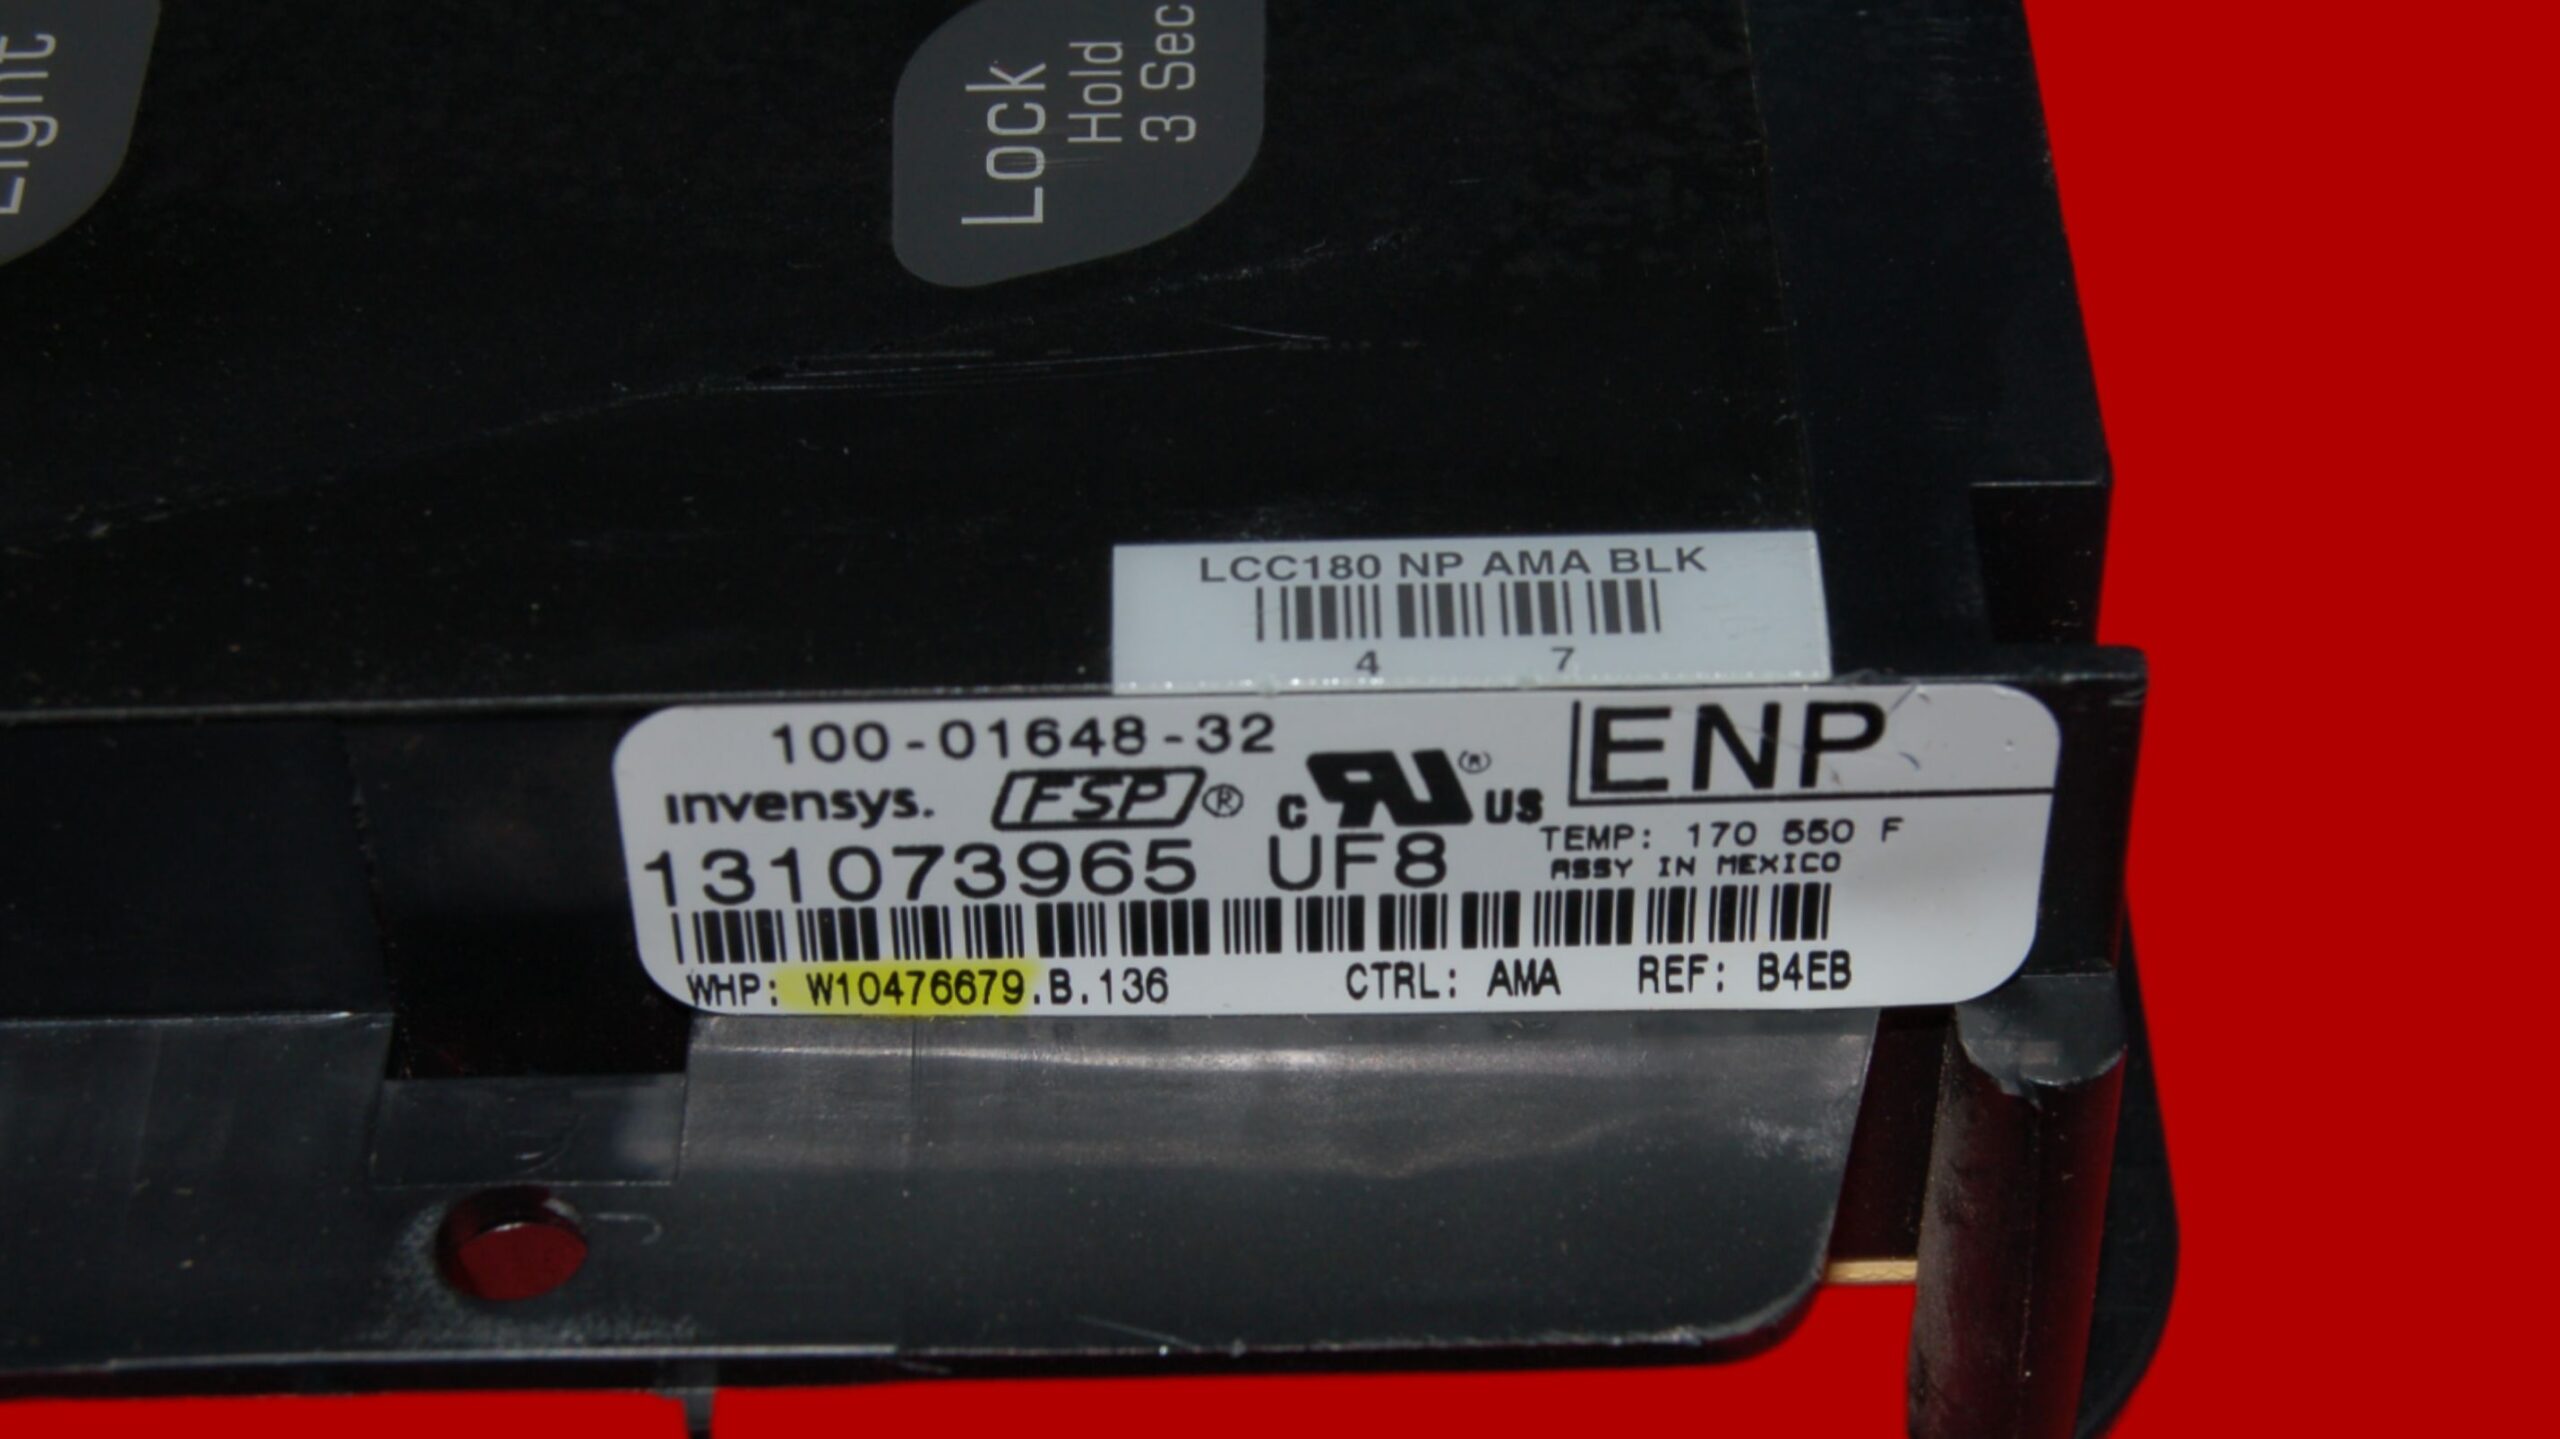 Light
Lock
Hold
3 Sec
LCC180 NP AMA BLK
4 7
100-01648-32
ENP
invensys. FSP® c RU ® US
TEMP: 170 550 F
131073965 UF8
ASSY IN MEXICO
WHP: W10476679.B.136 CTRL: AMA REF: B4EB